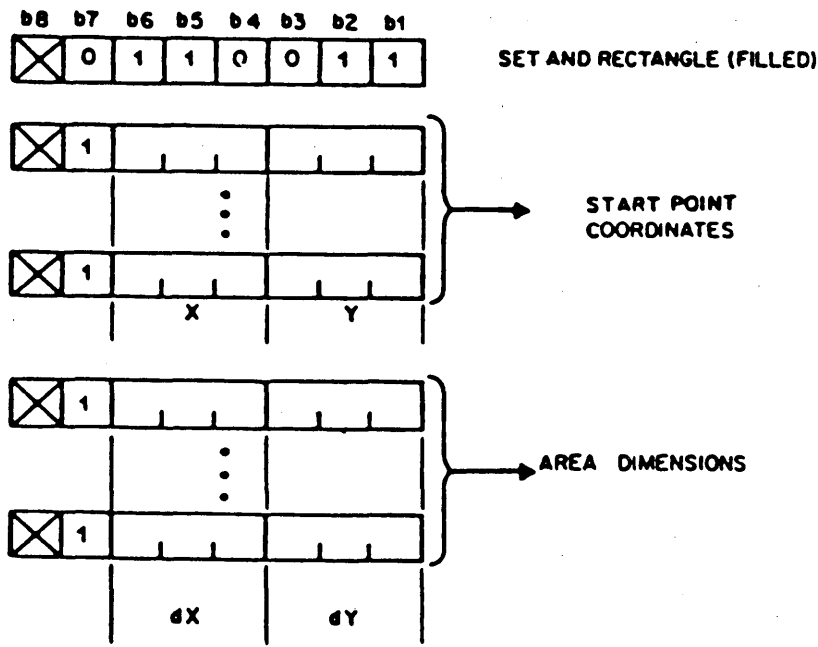 b8 b7 b6 b5 b4 b3 b2 b1
0 1 1 0 0 1 1 SET AND RECTANGLE (FILLED)
1
START POINT
COORDINATES
1
X Y
1
AREA DIMENSIONS
1
dX dY